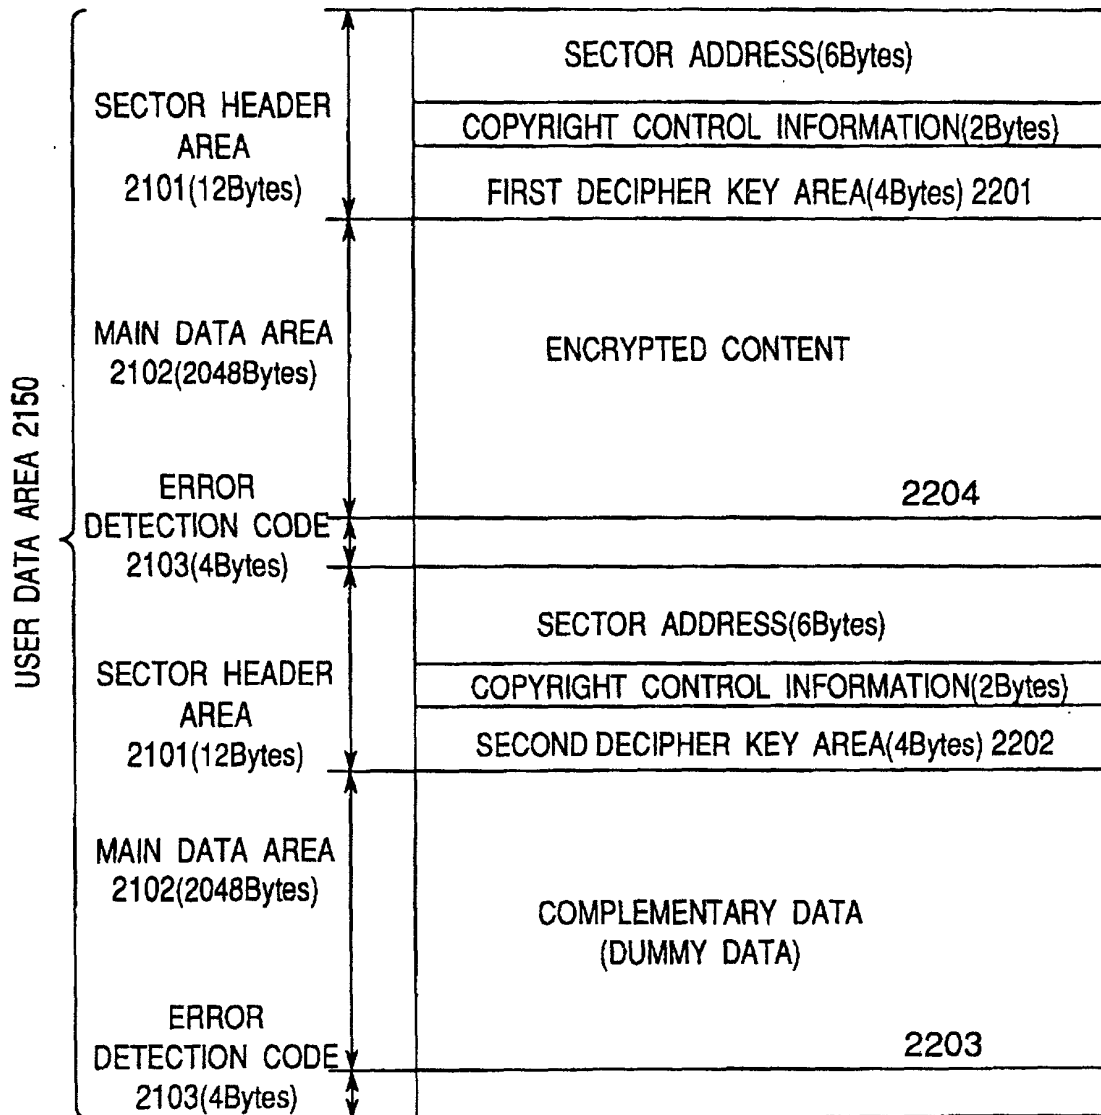 USER DATA AREA 2150
SECTOR HEADER
AREA
2101(12Bytes)
SECTOR ADDRESS(6Bytes)
COPYRIGHT CONTROL INFORMATION(2Bytes)
FIRST DECIPHER KEY AREA(4Bytes) 2201
MAIN DATA AREA
2102(2048Bytes)
ENCRYPTED CONTENT
2204
ERROR
DETECTION CODE
2103(4Bytes)
SECTOR HEADER
AREA
2101(12Bytes)
SECTOR ADDRESS(6Bytes)
COPYRIGHT CONTROL INFORMATION(2Bytes)
SECOND DECIPHER KEY AREA(4Bytes) 2202
MAIN DATA AREA
2102(2048Bytes)
COMPLEMENTARY DATA
(DUMMY DATA)
2203
ERROR
DETECTION CODE
2103(4Bytes)